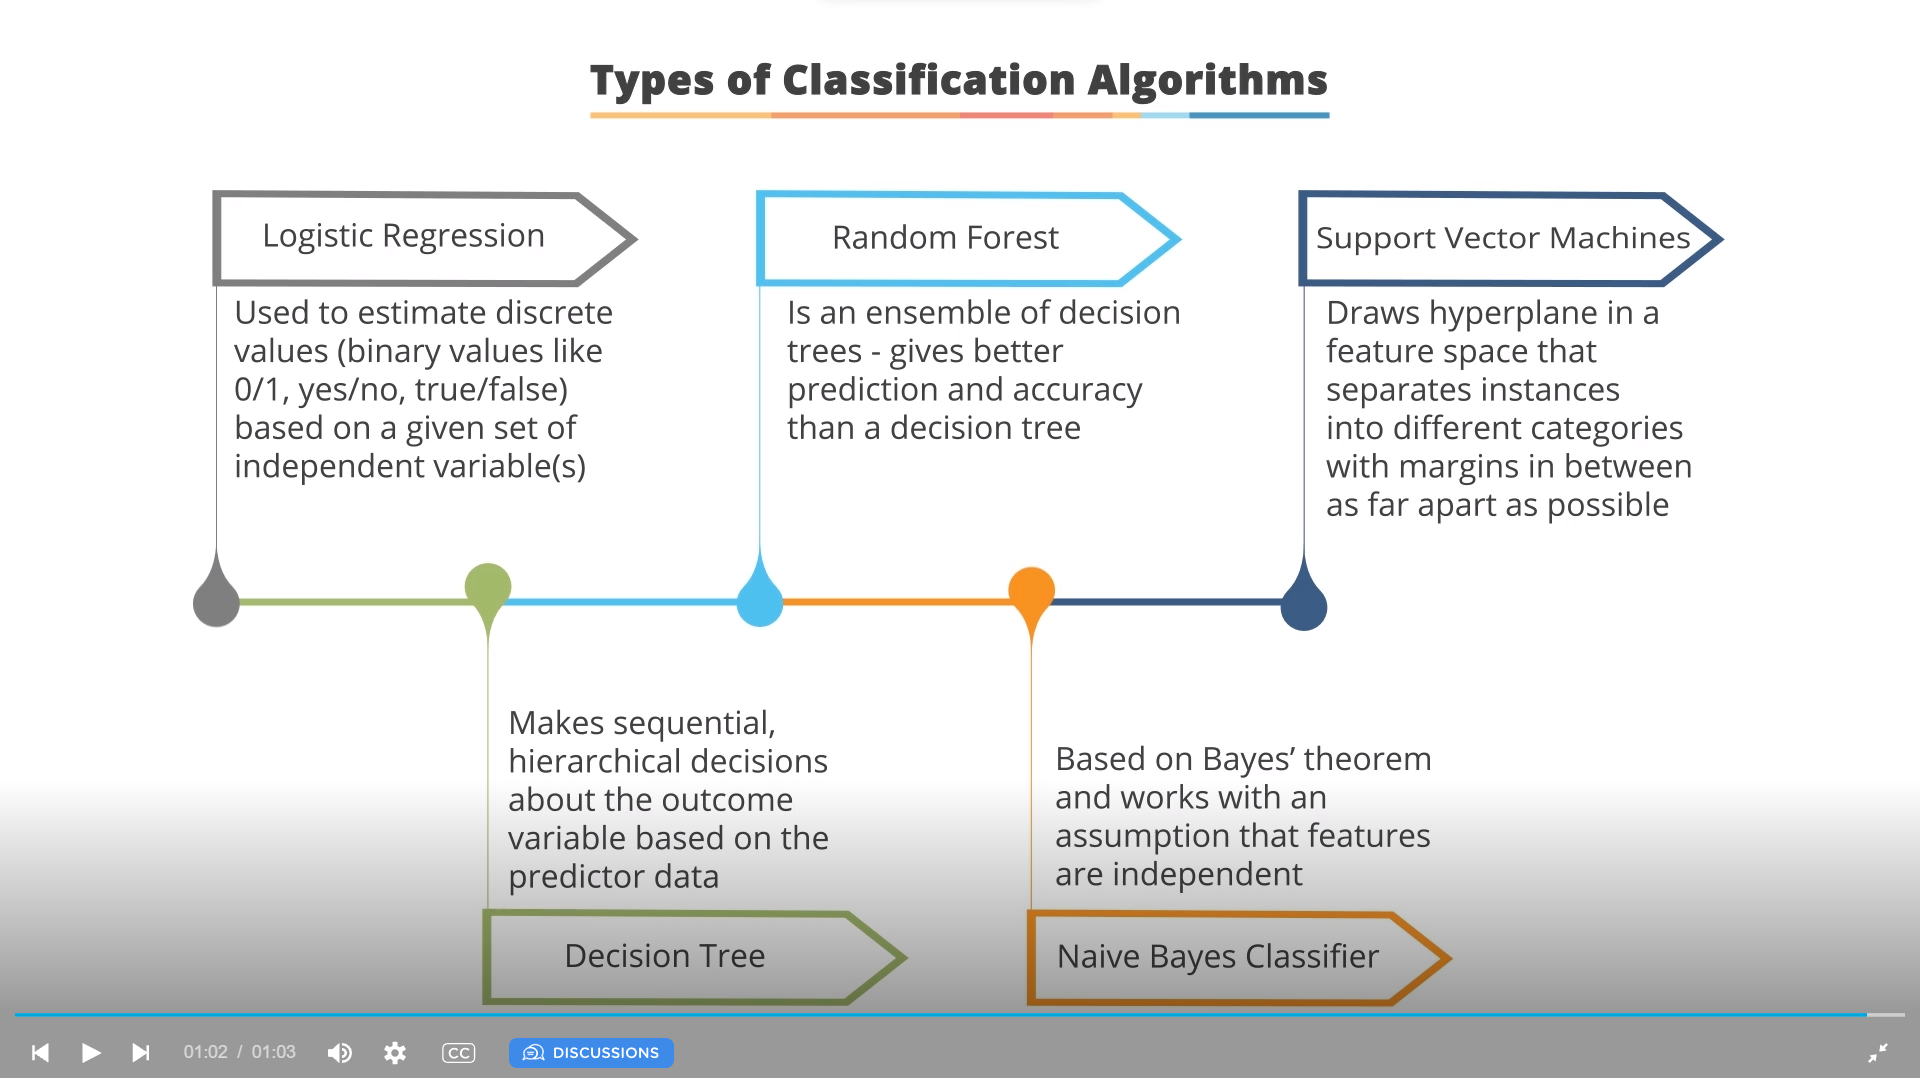 Types of Classification Algorithms
Logistic Regression
Used to estimate discrete
values (binary values like
0/1, yes/no, true/false)
based on a given set of
independent variable(s)
Random Forest
Is an ensemble of decision
trees - gives better
prediction and accuracy
than a decision tree
Support Vector Machines
Draws hyperplane in a
feature space that
separates instances
into different categories
with margins in between
as far apart as possible
Makes sequential,
hierarchical decisions
about the outcome
variable based on the
predictor data
Decision Tree
Based on Bayes’ theorem
and works with an
assumption that features
are independent
Naive Bayes Classifier
01:02 / 01:03
CC
DISCUSSIONS